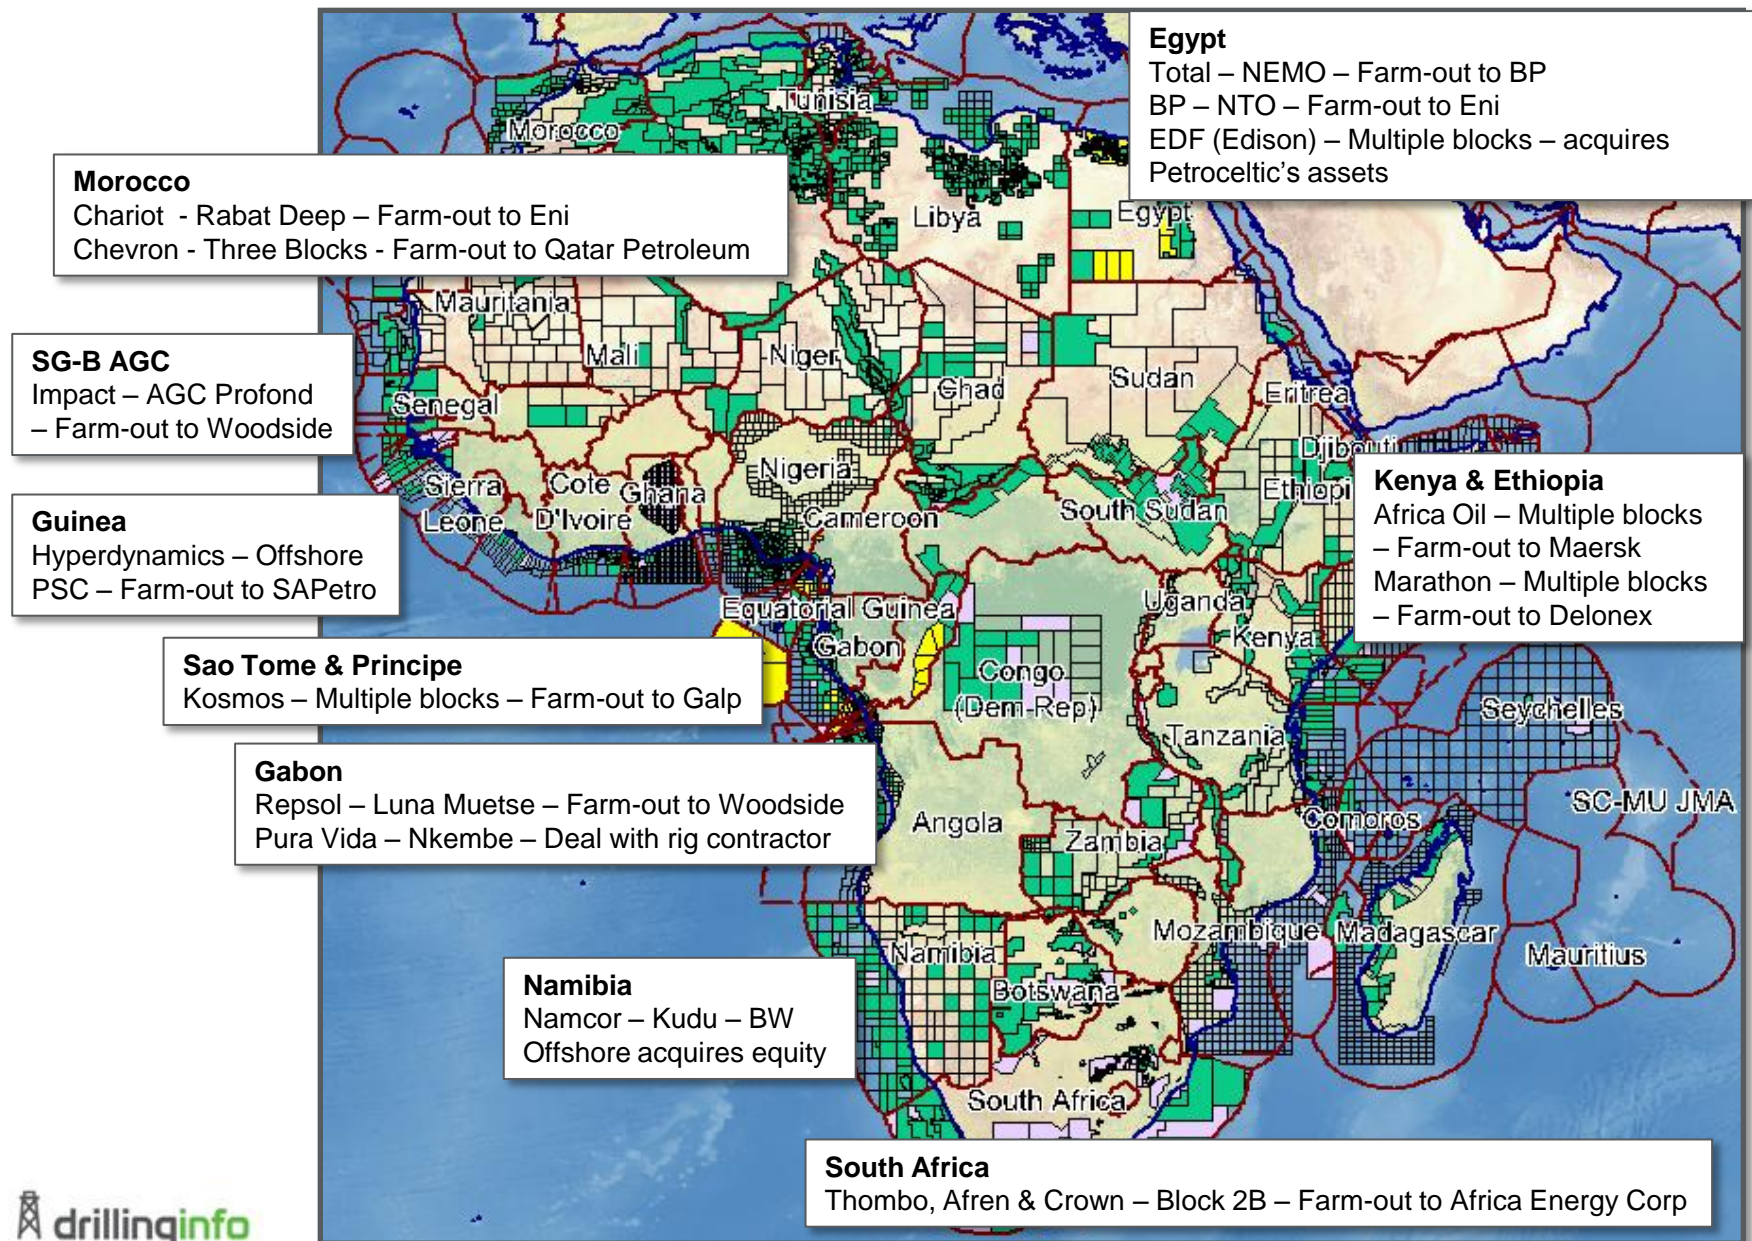 Egypt
Total – NEMO – Farm-out to BP
BP – NTO – Farm-out to Eni
EDF (Edison) – Multiple blocks – acquires
Petroceltic’s assets
Tunisia
Morocco
Morocco
Chariot - Rabat Deep – Farm-out to Eni
Chevron - Three Blocks - Farm-out to Qatar Petroleum
Libya
Egypt
Mauritania
Mali
Niger
Chad
Sudan
Eritrea
SG-B AGC
Impact – AGC Profond
– Farm-out to Woodside
Senegal
Djibouti
Nigeria
Sierra
Leone
Cote
D'Ivoire
Ghana
Cameroon
South Sudan
Ethiopi
Kenya & Ethiopia
Africa Oil – Multiple blocks
– Farm-out to Maersk
Marathon – Multiple blocks
– Farm-out to Delonex
Guinea
Hyperdynamics – Offshore
PSC – Farm-out to SAPetro
Equatorial Guinea
Gabon
Uganda
Kenya
Congo
(Dem Rep)
Sao Tome & Principe
Kosmos – Multiple blocks – Farm-out to Galp
Seychelles
Tanzania
Gabon
Repsol – Luna Muetse – Farm-out to Woodside
Pura Vida – Nkembe – Deal with rig contractor
Angola
Zambia
Comoros
SC-MU JMA
Namibia
Mozambique
Madagascar
Mauritius
Botswana
Namibia
Namcor – Kudu – BW
Offshore acquires equity
South Africa
South Africa
Thombo, Afren & Crown – Block 2B – Farm-out to Africa Energy Corp
drillinginfo